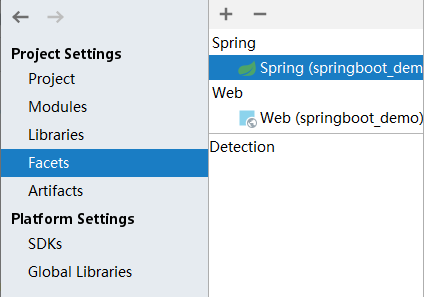 Project Settings
Project
Modules
Libraries
Facets
Artifacts
Platform Settings
SDKs
Global Libraries
Spring
Spring (springboot_dem
Web
Web (springboot_demo)
Detection